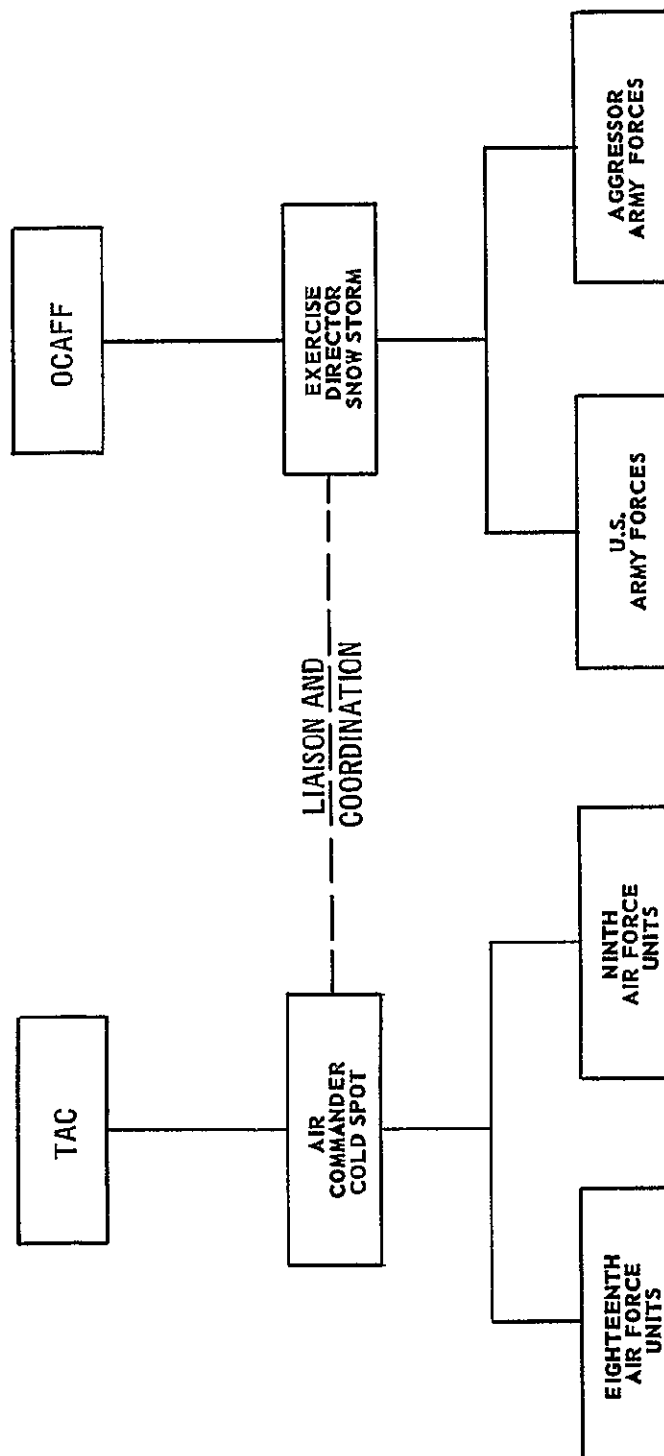 TAC
OCAFF
AIR
COMMANDER
COLD SPOT
LIAISON AND
COORDINATION
EXERCISE
DIRECTOR
SNOW STORM
EIGHTEENTH
AIR FORCE
UNITS
NINTH
AIR FORCE
UNITS
U.S.
ARMY FORCES
AGGRESSOR
ARMY FORCES